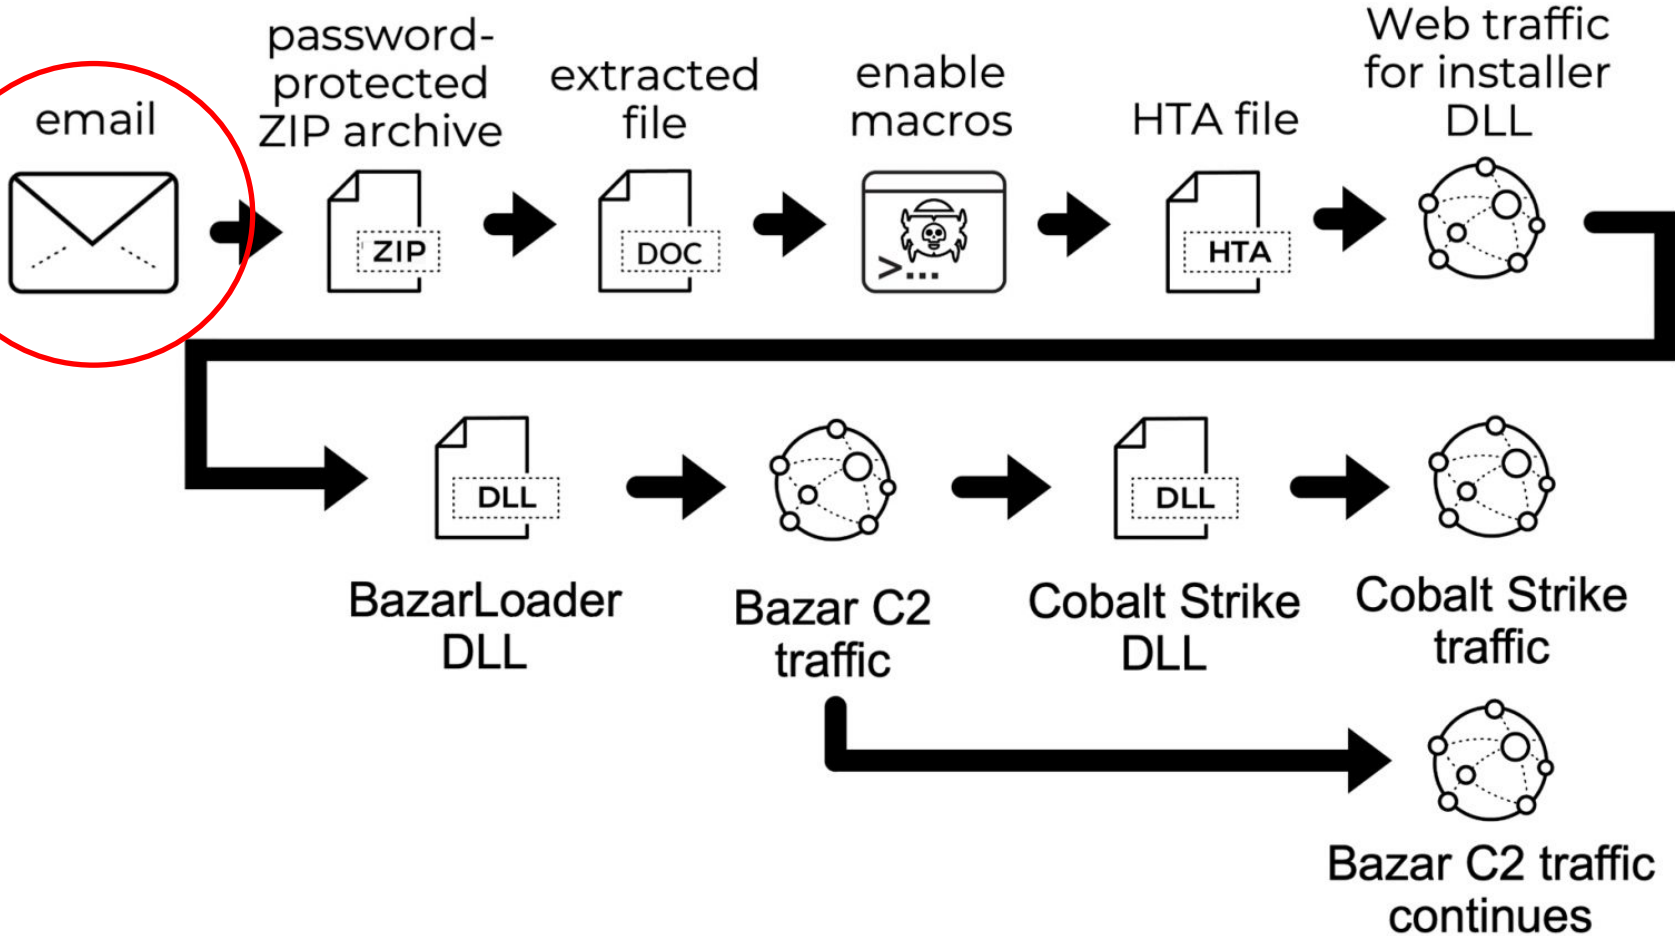 email
password-
protected
ZIP archive
extracted
file
enable
macros
HTA file
Web traffic
for installer
DLL
ZIP
DOC
>...
HTA
DLL
DLL
BazarLoader
DLL
Bazar C2
traffic
Cobalt Strike
DLL
Cobalt Strike
traffic
Bazar C2 traffic
continues